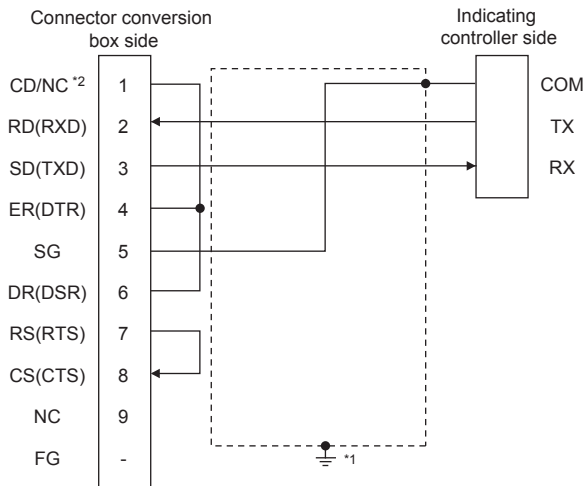 Connector conversion
box side
Indicating
controller side
CD/NC *2 1 COM
RD(RXD) 2 TX
SD(TXD) 3 RX
ER(DTR) 4
SG 5
DR(DSR) 6
RS(RTS) 7
CS(CTS) 8
NC 9
FG -
*1